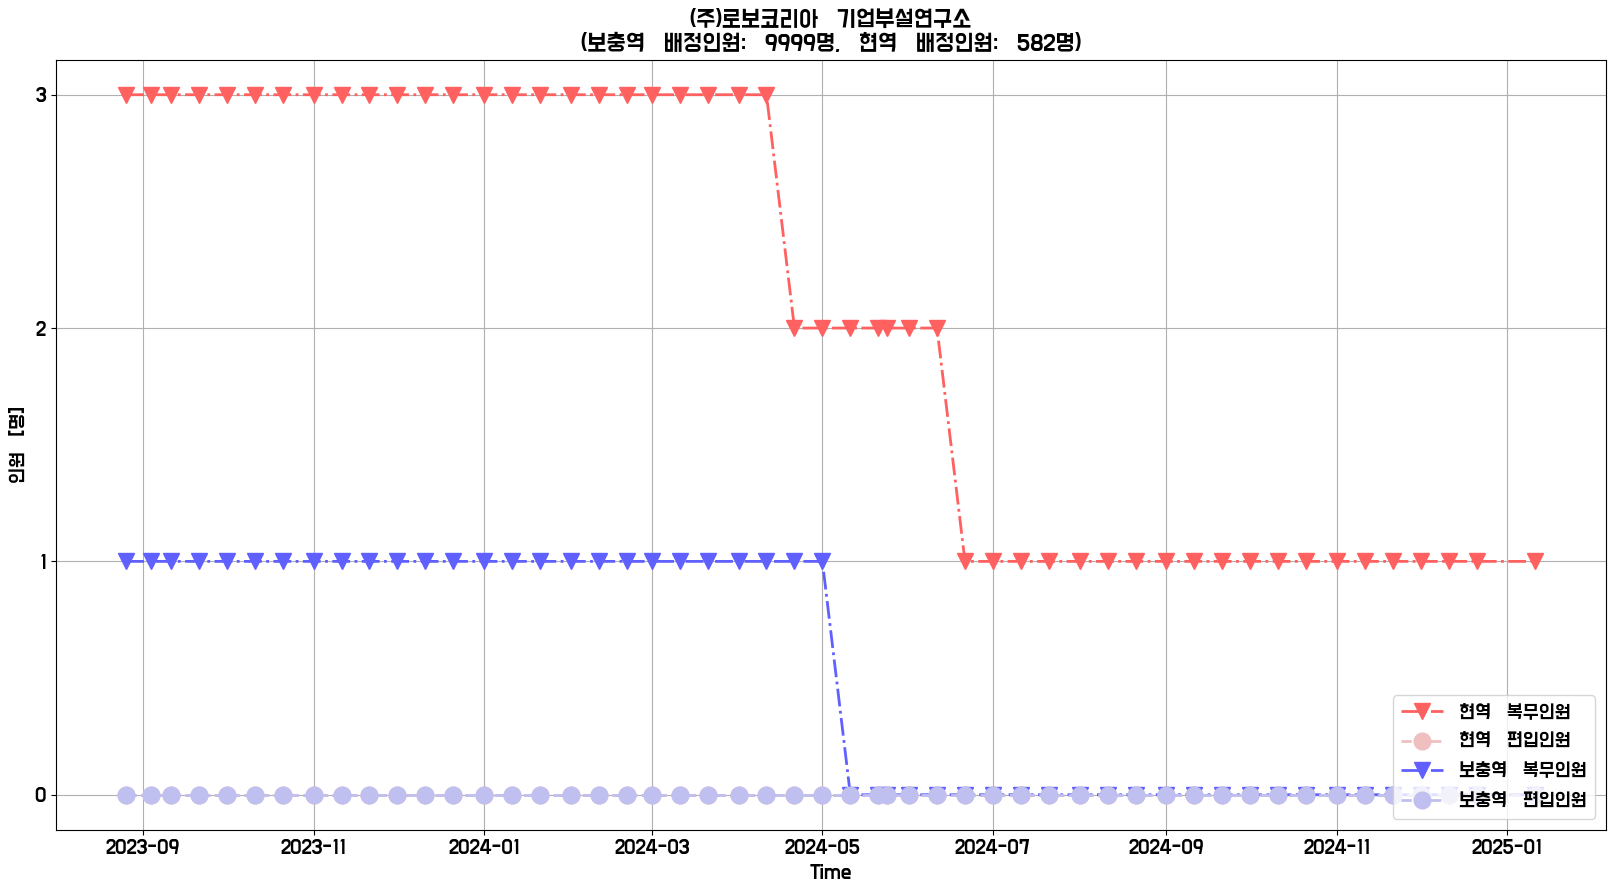 (주)로보코리아 기업부설연구소
(보충역 배정인원: 9999명, 현역 배정인원: 582명)
인원 [명]
3
2
1
0
현역 복무인원
현역 편입인원
보충역 복무인원
보충역 편입인원
2023-09 2023-11 2024-01 2024-03 2024-05 2024-07 2024-09 2024-11 2025-01
Time